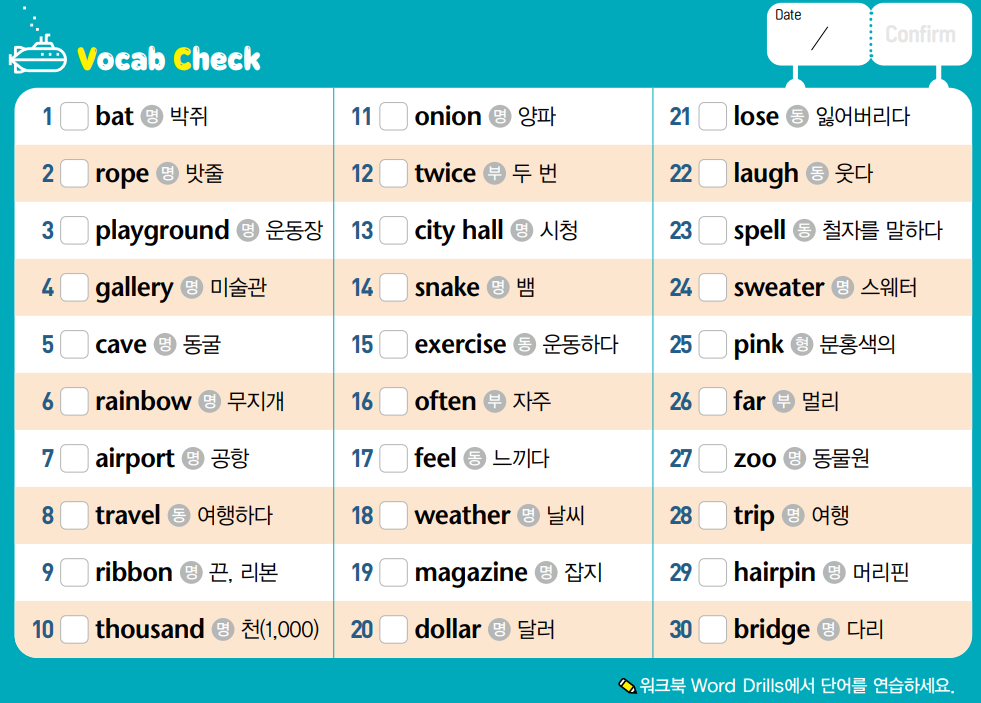 Vocab Check
Date
/
Confirm
1 bat 명 박쥐
2 rope 명 밧줄
3 playground 명 운동장
4 gallery 명 미술관
5 cave 명 동굴
6 rainbow 명 무지개
7 airport 명 공항
8 travel 동 여행하다
9 ribbon 명 끈, 리본
10 thousand 명 천(1,000)
11 onion 명 양파
12 twice 부 두 번
13 city hall 명 시청
14 snake 명 뱀
15 exercise 동 운동하다
16 often 부 자주
17 feel 동 느끼다
18 weather 명 날씨
19 magazine 명 잡지
20 dollar 명 달러
21 lose 동 잃어버리다
22 laugh 동 웃다
23 spell 동 철자를 말하다
24 sweater 명 스웨터
25 pink 형 분홍색의
26 far 부 멀리
27 zoo 명 동물원
28 trip 명 여행
29 hairpin 명 머리핀
30 bridge 명 다리
워크북 Word Drills에서 단어를 연습하세요.